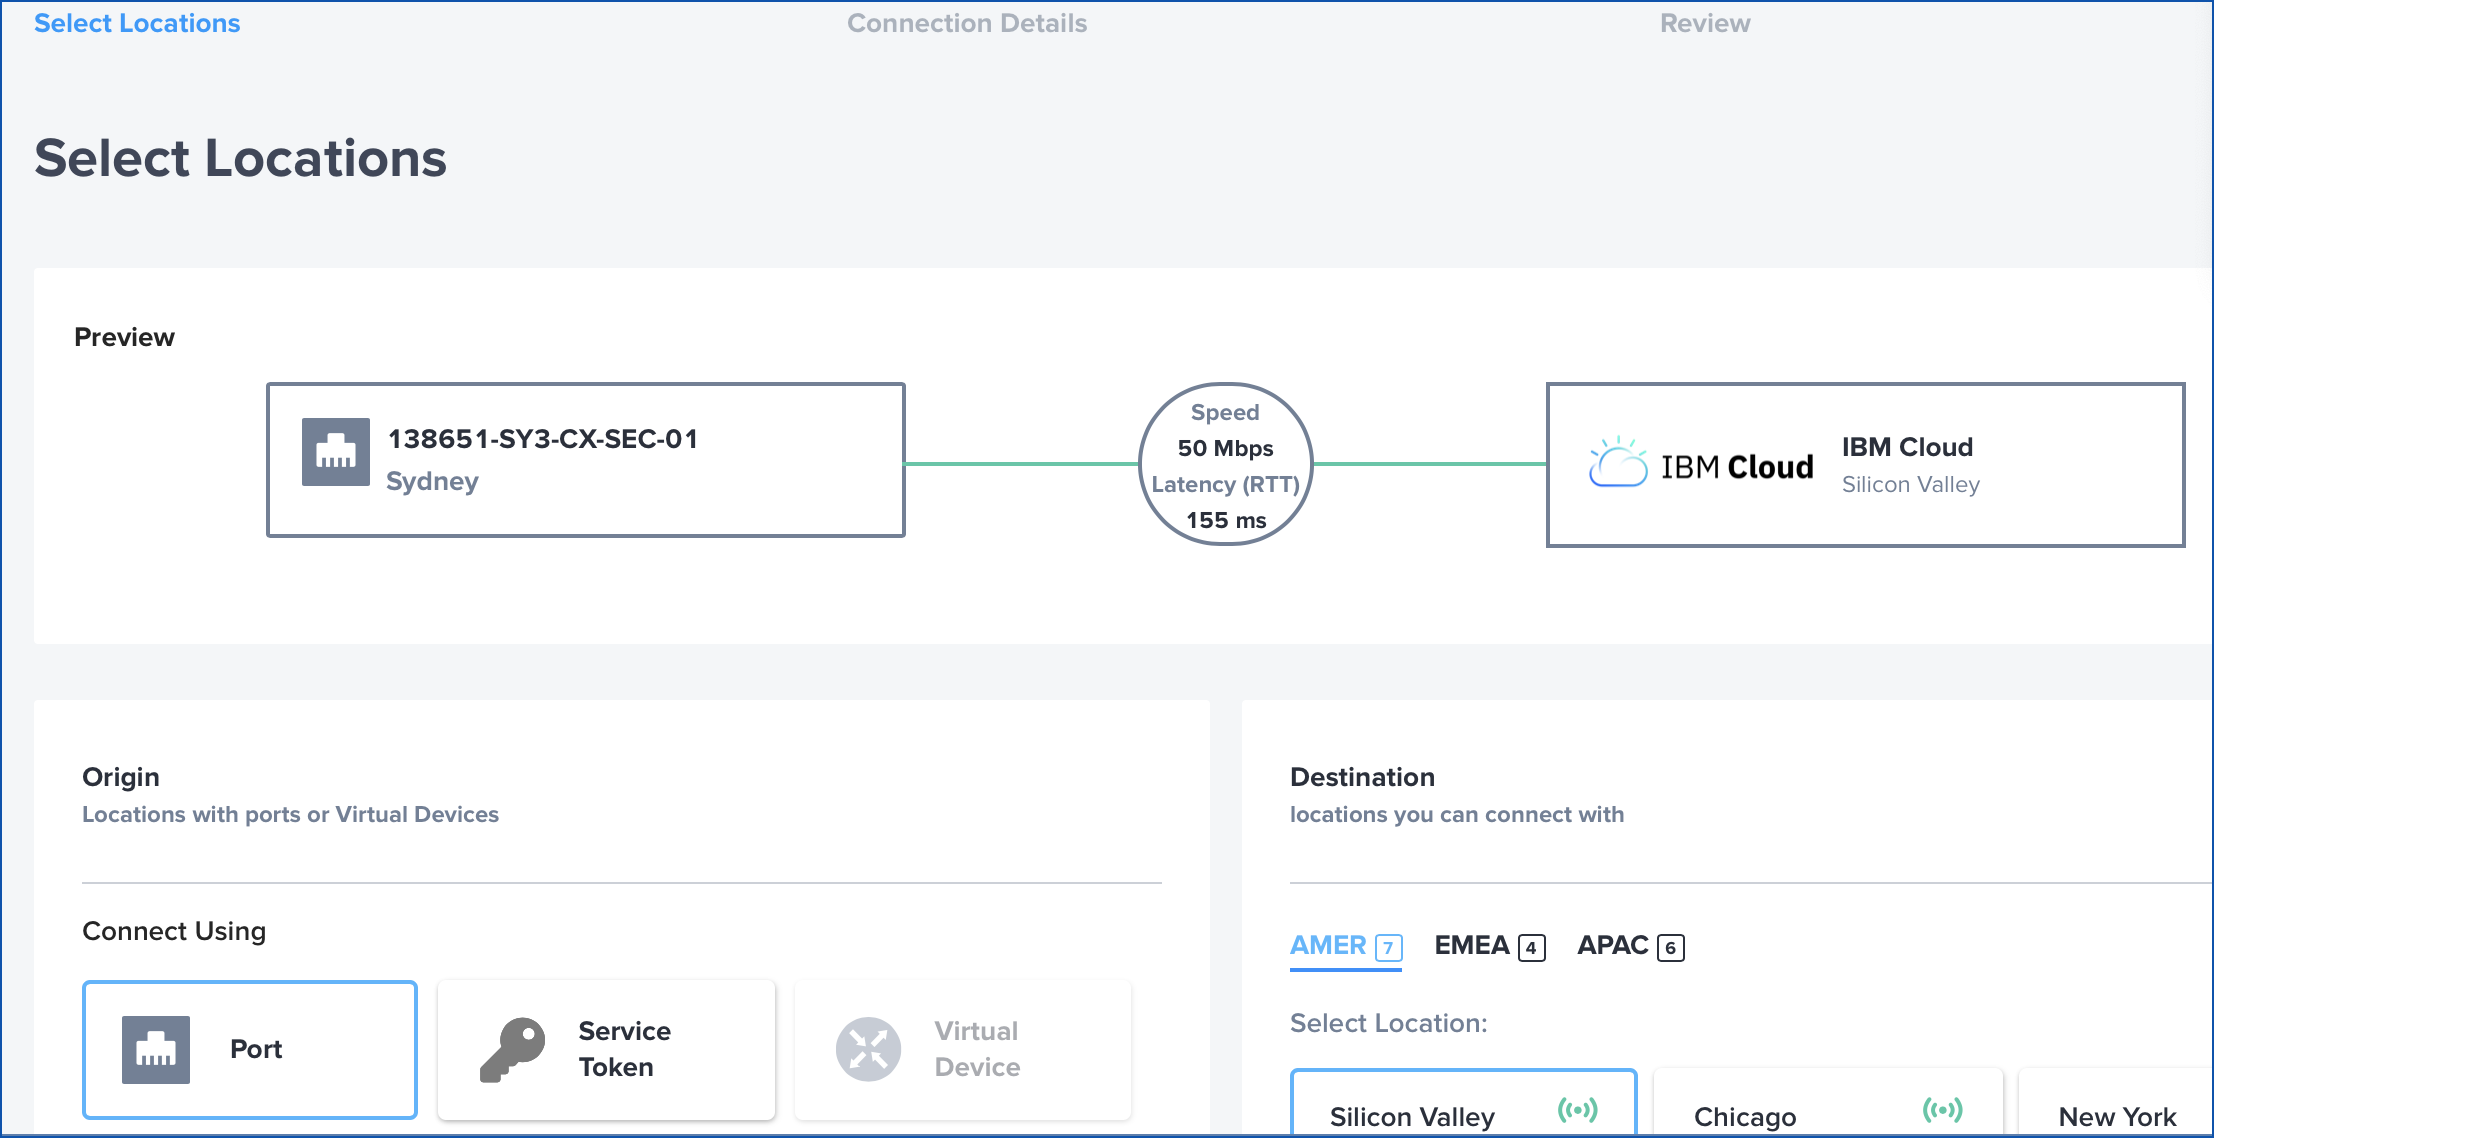 Select Locations
Connection Details
Review
Select Locations
Preview
138651-SY3-CX-SEC-01
Sydney
Speed
50 Mbps
Latency (RTT)
155 ms
IBM Cloud
IBM Cloud
Silicon Valley
Origin
Locations with ports or Virtual Devices
Connect Using
Port
Service
Token
Virtual
Device
Destination
locations you can connect with
AMER 7 EMEA 4 APAC 6
Select Location:
Silicon Valley
Chicago
New York